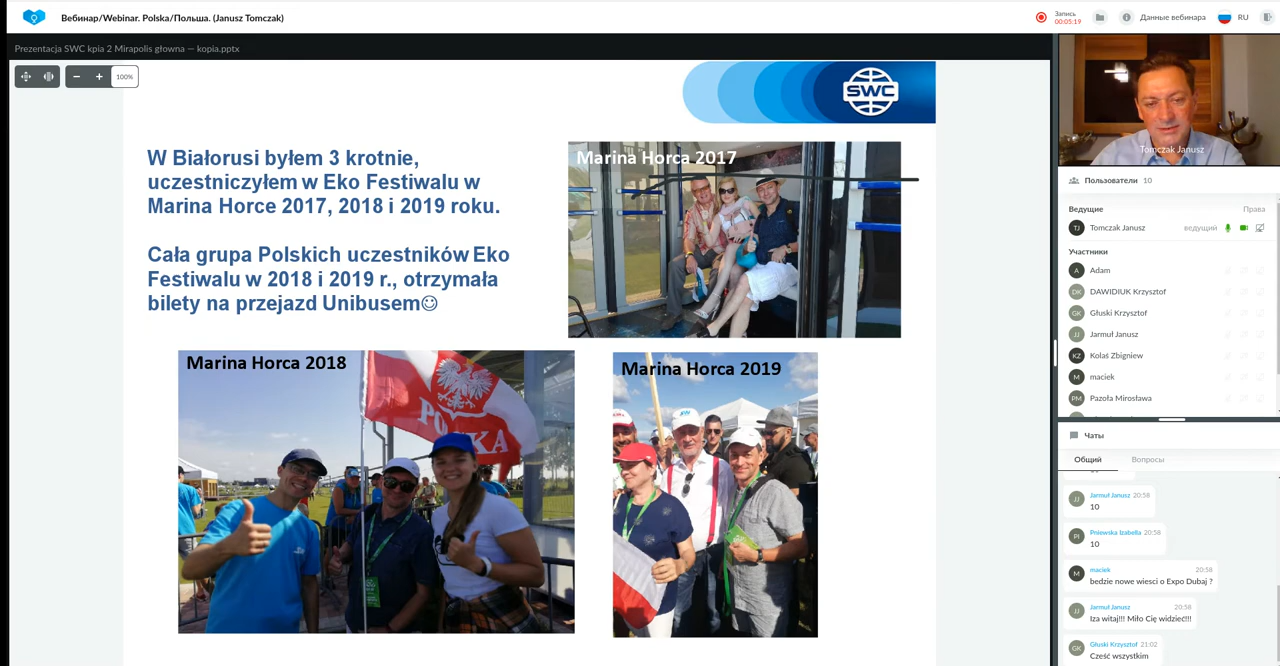 Вебинар/Webinar. Polska/Польша. (Janusz Tomczak)
Запись
00:05:19
Данные вебинара
RU
Prezentacja SWC kpia 2 Mirapolis głowna — kopia.pptx
100%
SWC
W Białorusi byłem 3 krotnie,
uczestniczyłem w Eko Festiwalu w
Marina Horce 2017, 2018 i 2019 roku.
Cała grupa Polskich uczestników Eko
Festiwalu w 2018 i 2019 r., otrzymała
bilety na przejazd Unibusem☺
Marina Horca 2017
Marina Horca 2018
POLSKA
Marina Horca 2019
Tomczak Janusz
Пользователи 10
Ведущие Права
TJ Tomczak Janusz ведущий
Участники
A Adam
DK DAWIDIUK Krzysztof
GK Głuski Krzysztof
JJ Jarmuł Janusz
KZ Kolaś Zbigniew
M maciek
PM Pazoła Mirosława
Чаты
Общий Вопросы
JJ Jarmuł Janusz 20:58
10
PI Pniewska Izabella 20:58
10
M maciek 20:58
bedzie nowe wiesci o Expo Dubaj ?
JJ Jarmuł Janusz 20:58
Iza witaj!!! Miło Cię widzieć!!!
GK Głuski Krzysztof 21:02
Cześć wszystkim